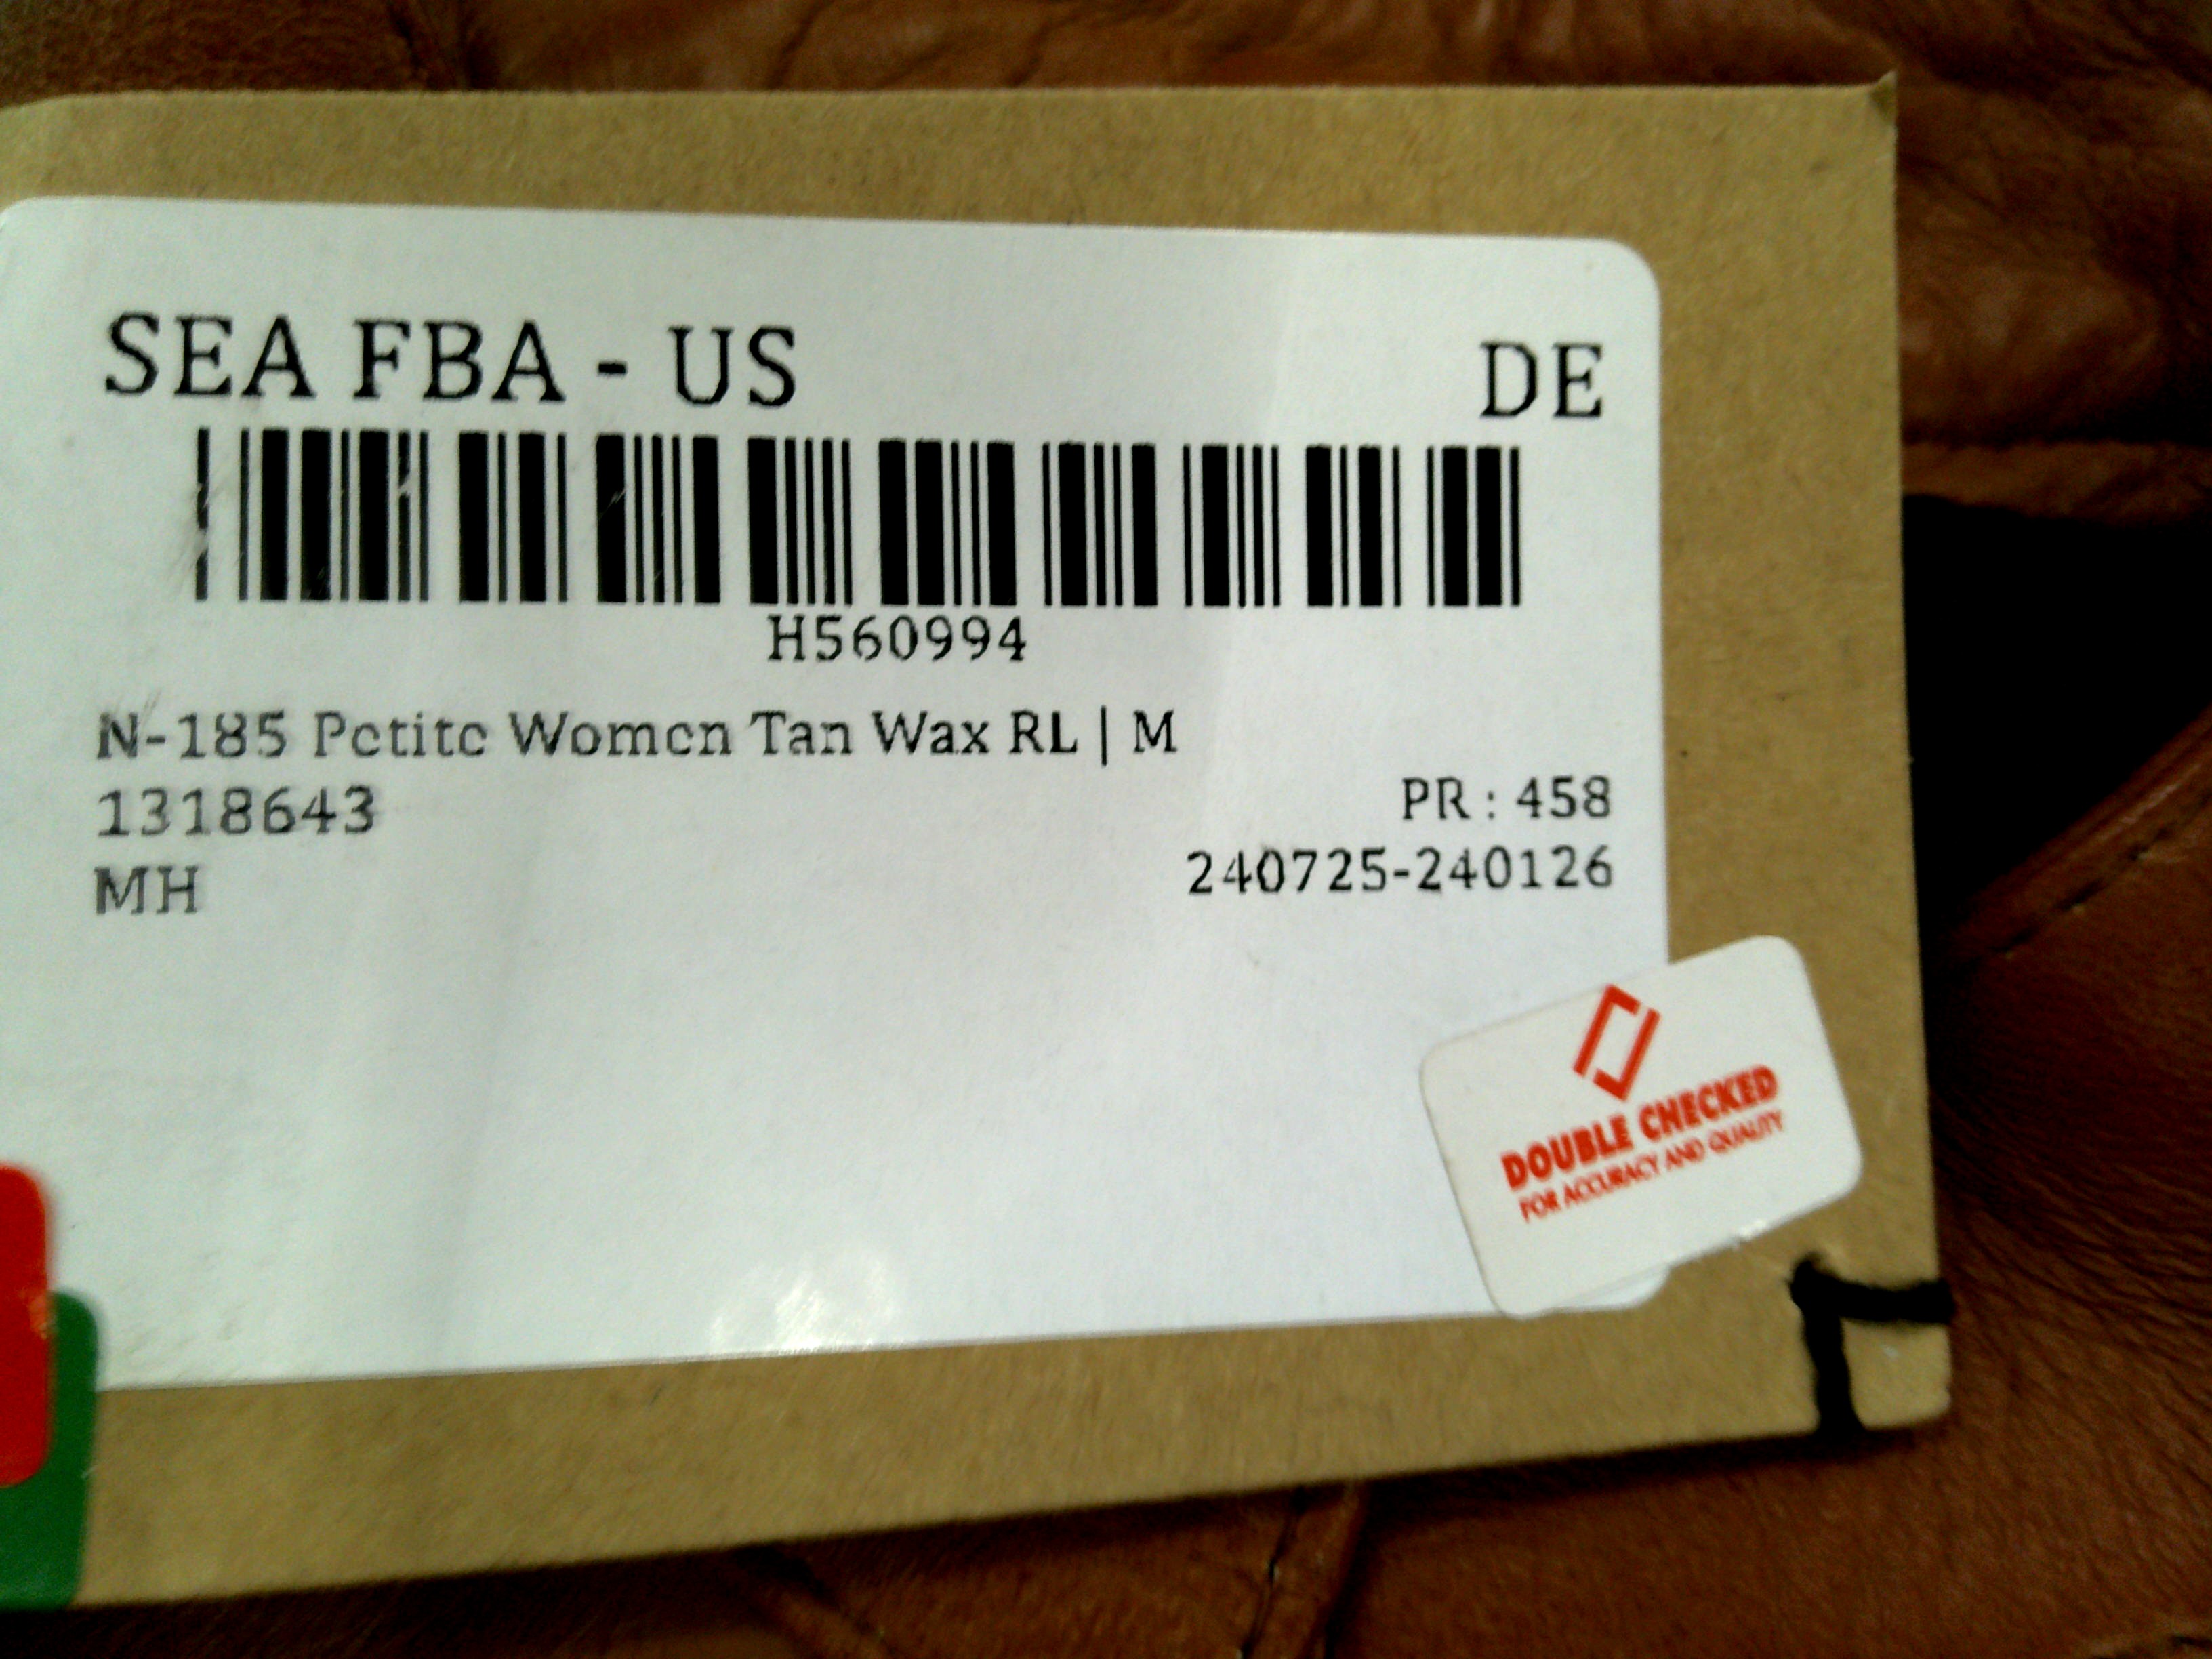 SEA FBA - US DE
H560994
N-185 Petite Women Tan Wax RL | M
1318643 PR : 458
MH 240725-240126
DOUBLE CHECKED
FOR ACCURACY AND QUALITY